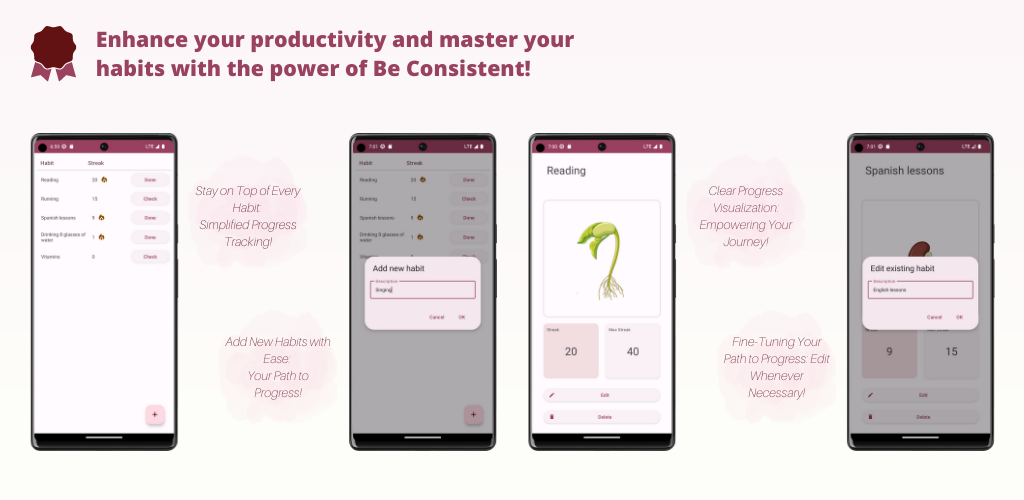 Enhance your productivity and master your
habits with the power of Be Consistent!
6:59 LTE
Habit Streak
Reading 20 Done
Running 15 Check
Spanish lessons 9 Done
Drinking 8 glasses of
water 1 Done
Vitamins 0 Check
+
Stay on Top of Every
Habit:
Simplified Progress
Tracking!
Add New Habits with
Ease:
Your Path to
Progress!
7:01 LTE
Habit Streak
Reading 20 Done
Running 15 Check
Spanish lessons 9 Done
Drinking 8 glasses of
water 1 Done
Add new habit
Description
Singing
Cancel OK
+
7:00 LTE
Reading
Streak Max Streak
20 40
Edit
Delete
Clear Progress
Visualization:
Empowering Your
Journey!
Fine-Tuning Your
Path to Progress: Edit
Whenever
Necessary!
7:01 LTE
Spanish lessons
Edit existing habit
Description
English lessons
Cancel OK
9 15
Edit
Delete